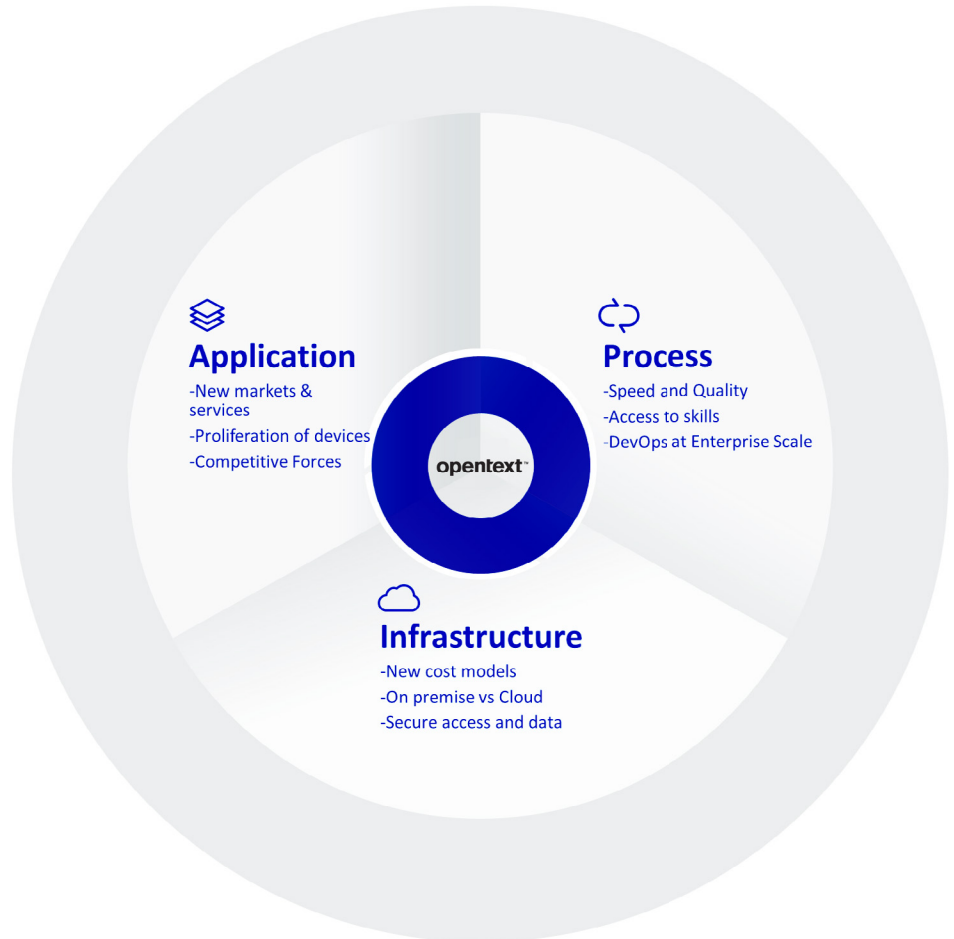 Application
-New markets &
services
-Proliferation of devices
-Competitive Forces
Process
-Speed and Quality
-Access to skills
-DevOps at Enterprise Scale
opentext™
Infrastructure
-New cost models
-On premise vs Cloud
-Secure access and data